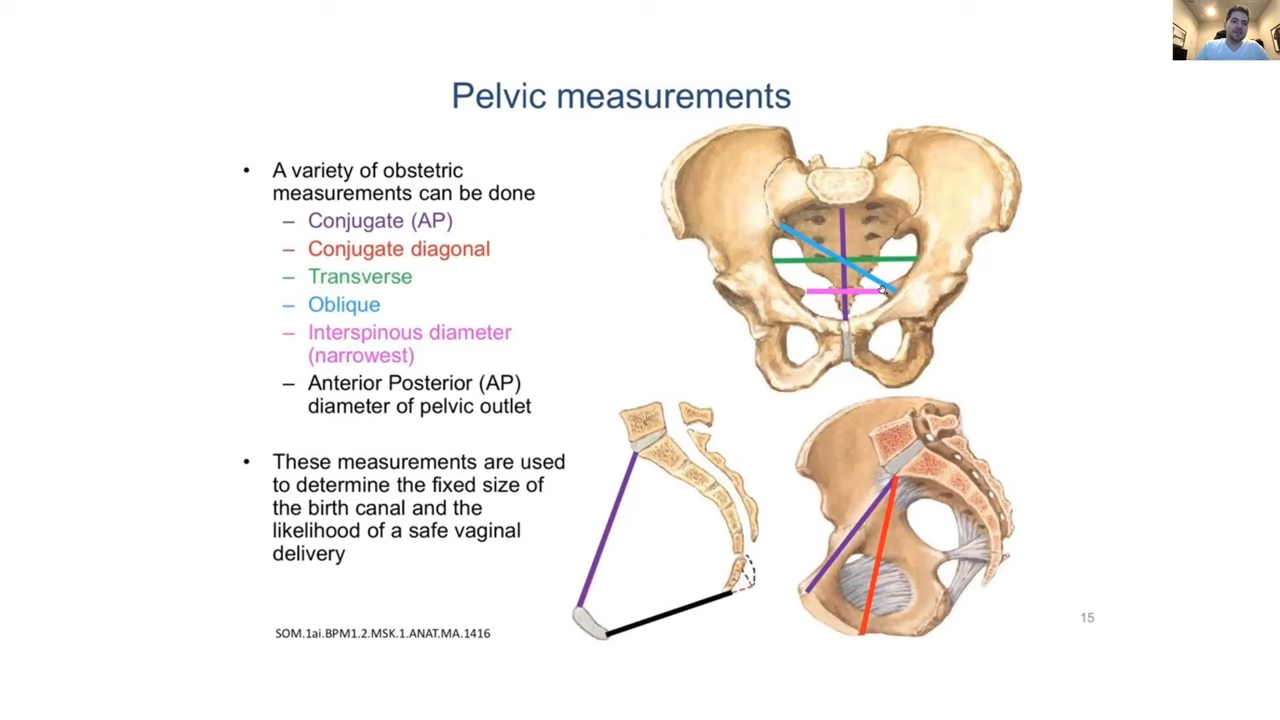 Pelvic measurements
• A variety of obstetric
measurements can be done
– Conjugate (AP)
– Conjugate diagonal
– Transverse
– Oblique
– Interspinous diameter
(narrowest)
– Anterior Posterior (AP)
diameter of pelvic outlet
• These measurements are used
to determine the fixed size of
the birth canal and the
likelihood of a safe vaginal
delivery
SOM.1ai.BPM1.2.MSK.1.ANAT.MA.1416
15